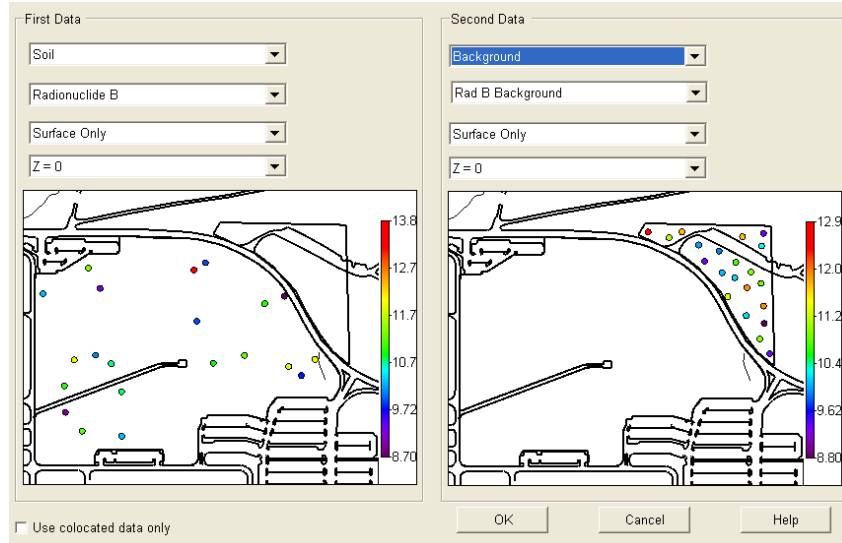 First Data
Soil
Radionuclide B
Surface Only
Z = 0
13.8
12.7
11.7
10.7
9.72
8.70
Second Data
Background
Rad B Background
Surface Only
Z = 0
12.9
12.0
11.2
10.4
9.62
8.80
Use colocated data only
OK
Cancel
Help